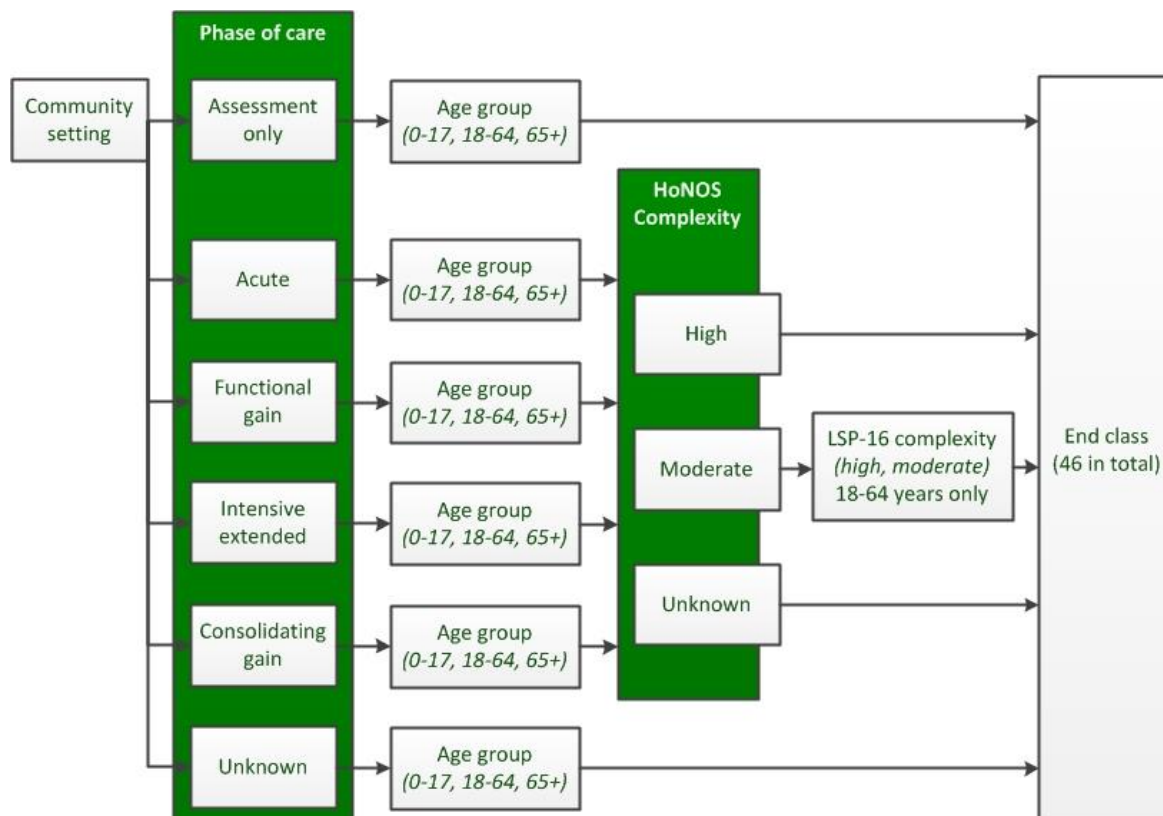 Phase of care
Community
setting
Assessment
only
Age group
(0-17, 18-64, 65+)
HoNOS
Complexity
Acute
Age group
(0-17, 18-64, 65+)
High
Functional
gain
Age group
(0-17, 18-64, 65+)
Moderate
LSP-16 complexity
(high, moderate)
18-64 years only
End class
(46 in total)
Intensive
extended
Age group
(0-17, 18-64, 65+)
Unknown
Consolidating
gain
Age group
(0-17, 18-64, 65+)
Unknown
Age group
(0-17, 18-64, 65+)